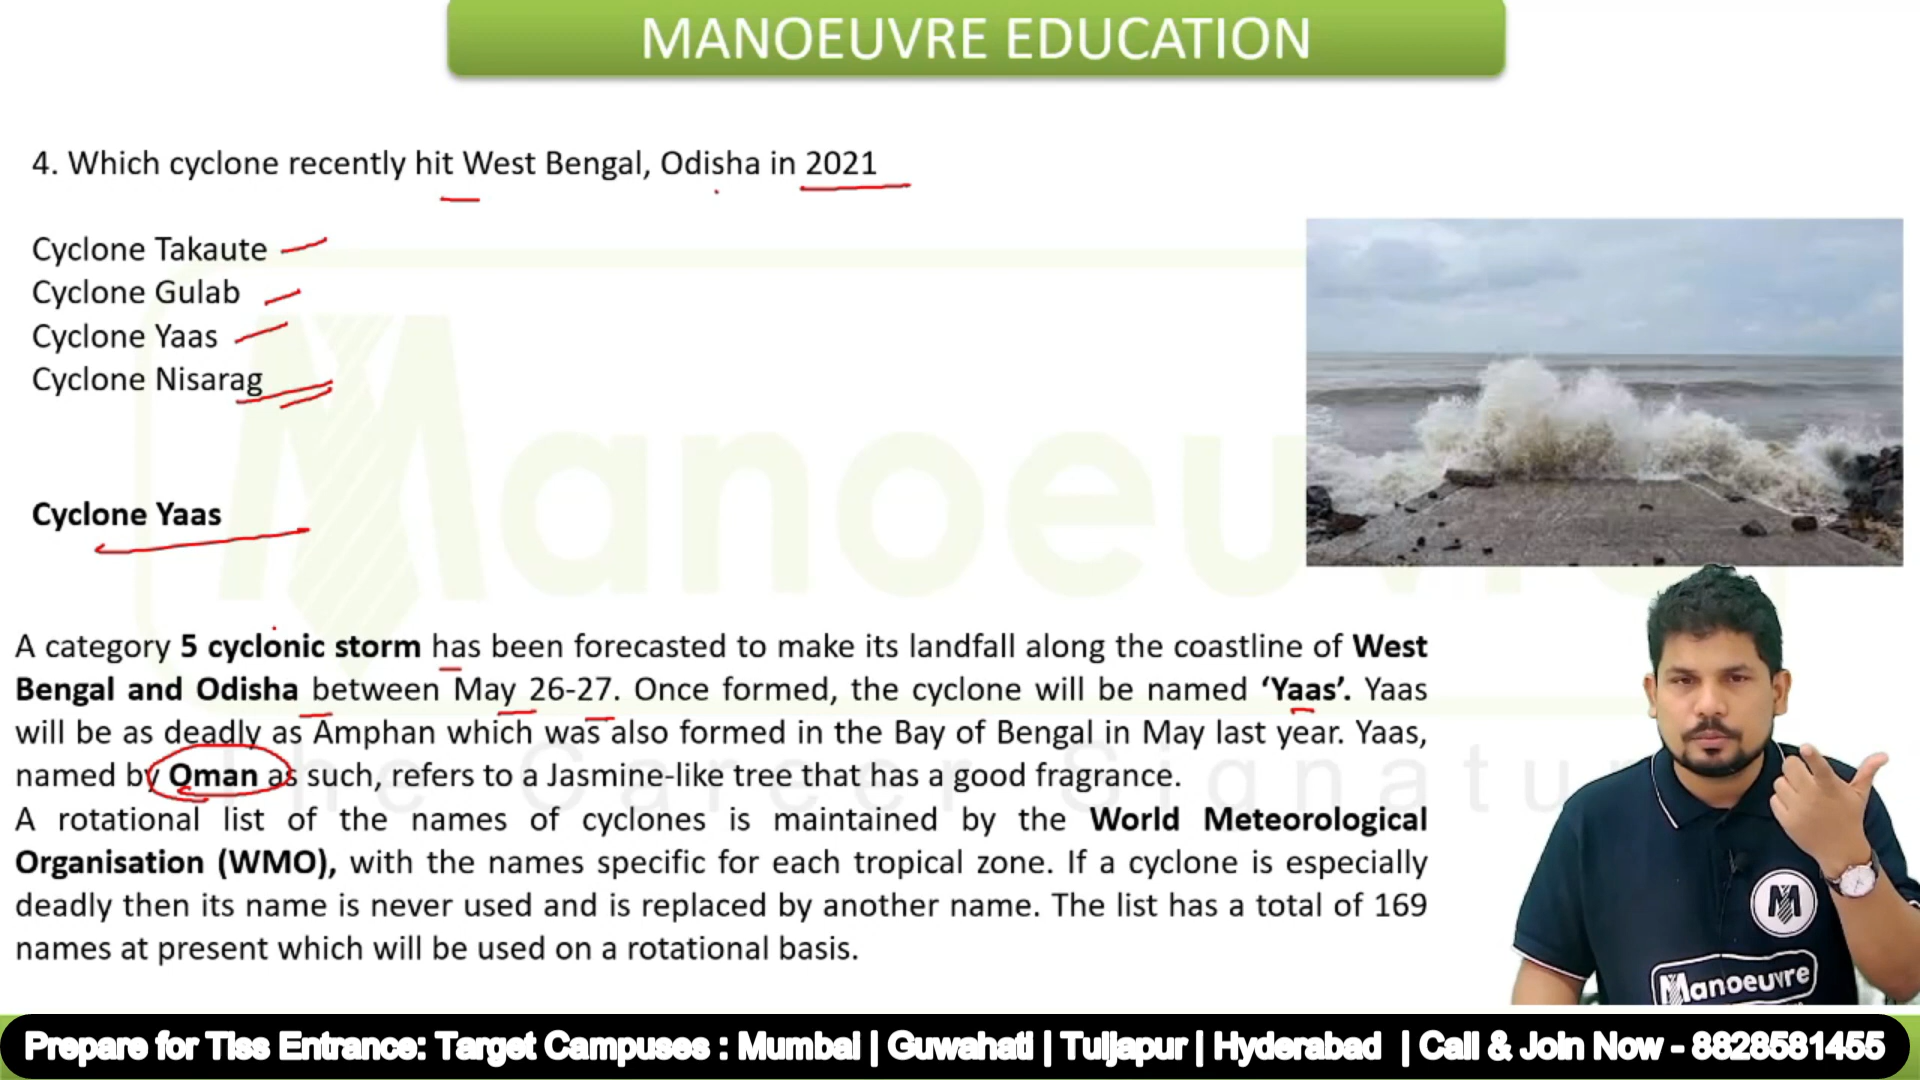 MANOEUVRE EDUCATION
4. Which cyclone recently hit West Bengal, Odisha in 2021
Cyclone Takaute
Cyclone Gulab
Cyclone Yaas
Cyclone Nisarag
Cyclone Yaas
A category 5 cyclonic storm has been forecasted to make its landfall along the coastline of West
Bengal and Odisha between May 26-27. Once formed, the cyclone will be named ‘Yaas’. Yaas
will be as deadly as Amphan which was also formed in the Bay of Bengal in May last year. Yaas,
named by Oman as such, refers to a Jasmine-like tree that has a good fragrance.
A rotational list of the names of cyclones is maintained by the World Meteorological
Organisation (WMO), with the names specific for each tropical zone. If a cyclone is especially
deadly then its name is never used and is replaced by another name. The list has a total of 169
names at present which will be used on a rotational basis.
Manoeuvre
The Career Signatur
Manoeuvre
Prepare for Tiss Entrance: Target Campuses : Mumbai | Guwahati | Tuljapur | Hyderabad | Call & Join Now - 8828581455